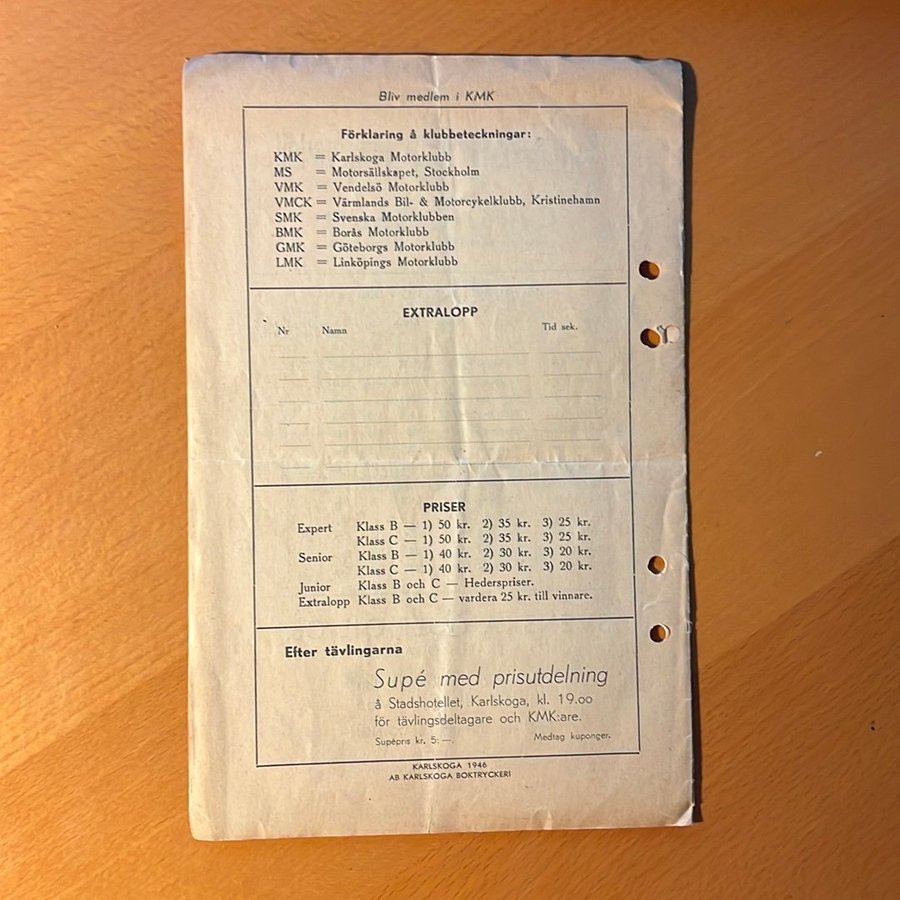 Bliv medlem i KMK
Förklaring å klubbeteckningar:
KMK = Karlskoga Motorklubb
MS = Motorsällskapet, Stockholm
VMK = Vendelsö Motorklubb
VMCK = Värmlands Bil- & Motorcykelklubb, Kristinehamn
SMK = Svenska Motorklubben
BMK = Borås Motorklubb
GMK = Göteborgs Motorklubb
LMK = Linköpings Motorklubb
EXTRALOPP
Nr Namn Tid sek.
PRISER
Expert Klass B — 1) 50 kr. 2) 35 kr. 3) 25 kr.
Klass C — 1) 50 kr. 2) 35 kr. 3) 25 kr.
Senior Klass B — 1) 40 kr. 2) 30 kr. 3) 20 kr.
Klass C — 1) 40 kr. 2) 30 kr. 3) 20 kr.
Junior Klass B och C — Hederspriser.
Extralopp Klass B och C — vardera 25 kr. till vinnare.
Efter tävlingarna
Supé med prisutdelning
å Stadshotellet, Karlskoga, kl. 19.00
för tävlingsdeltagare och KMK:are.
Supépris kr. 5:—. Medtag kuponger.
KARLSKOGA 1946
AB KARLSKOGA BOKTRYCKERI